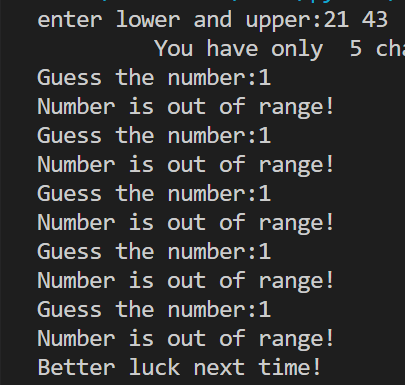 enter lower and upper:21 43
You have only  5
Guess the number:1
Number is out of range!
Guess the number:1
Number is out of range!
Guess the number:1
Number is out of range!
Guess the number:1
Number is out of range!
Guess the number:1
Number is out of range!
Better luck next time!